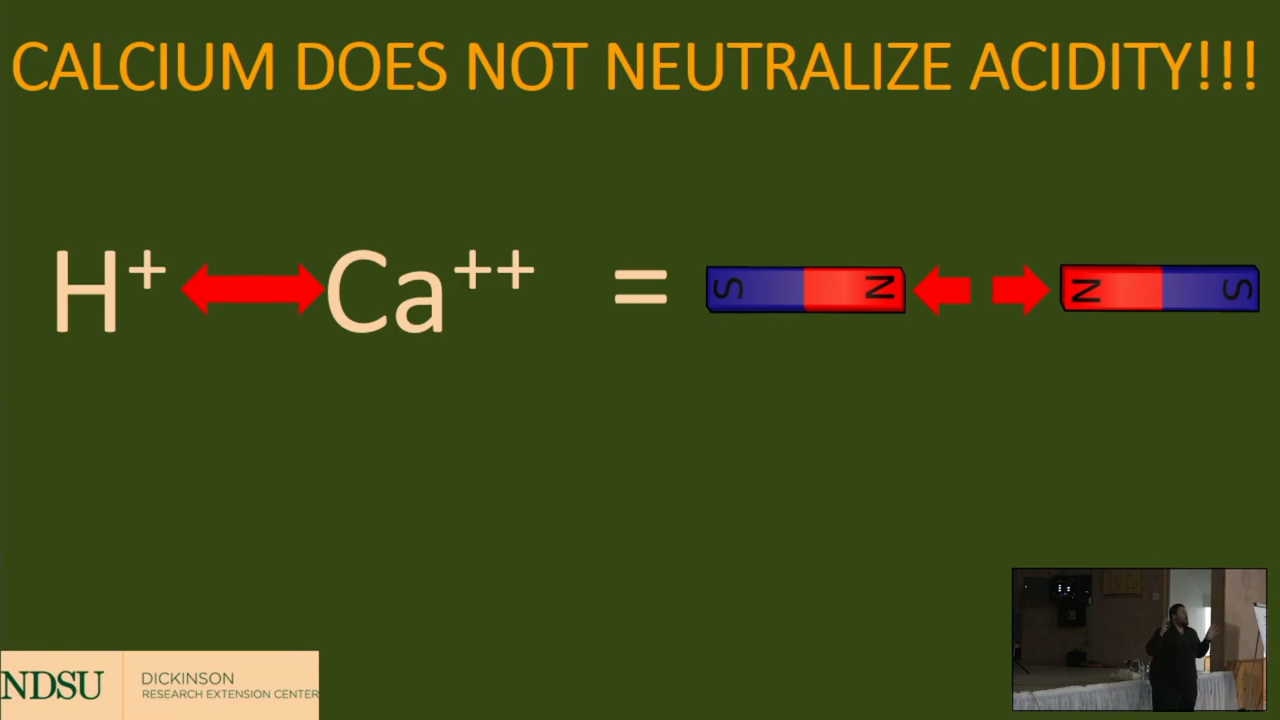 CALCIUM DOES NOT NEUTRALIZE ACIDITY!!!
H⁺ Ca⁺⁺ = S N N S
NDSU DICKINSON
RESEARCH EXTENSION CENTER